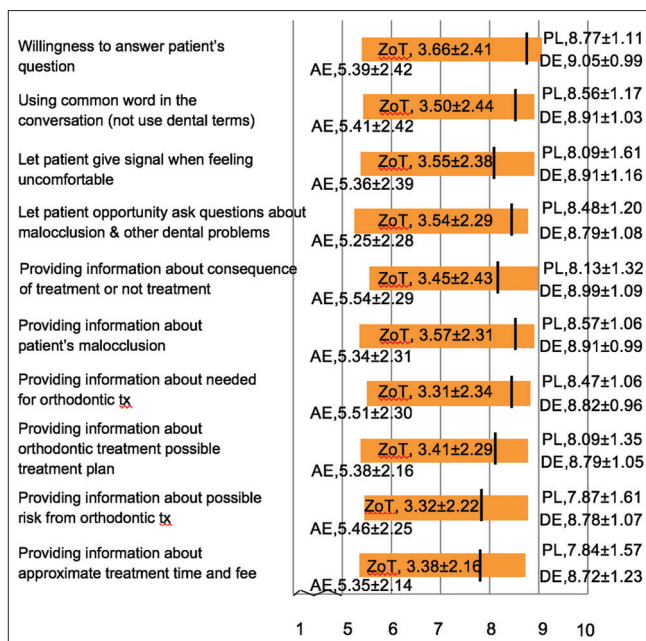 Willingness to answer patient's
question
ZoT, 3.66±2.41
AE,5.39±2.42
PL,8.77±1.11
DE,9.05±0.99
Using common word in the
conversation (not use dental terms)
ZoT, 3.50±2.44
AE,5.41±2.42
PL,8.56±1.17
DE,8.91±1.03
Let patient give signal when feeling
uncomfortable
ZoT, 3.55±2.38
AE,5.36±2.39
PL,8.09±1.61
DE,8.91±1.16
Let patient opportunity ask questions about
malocclusion & other dental problems
ZoT, 3.54±2.29
AE,5.25±2.28
PL,8.48±1.20
DE,8.79±1.08
Providing information about consequence
of treatment or not treatment
ZoT, 3.45±2.43
AE,5.54±2.29
PL,8.13±1.32
DE,8.99±1.09
Providing information about
patient's malocclusion
ZoT, 3.57±2.31
AE,5.34±2.31
PL,8.57±1.06
DE,8.91±0.99
Providing information about needed
for orthodontic tx
ZoT, 3.31±2.34
AE,5.51±2.30
PL,8.47±1.06
DE,8.82±0.96
Providing information about
orthodontic treatment possible
treatment plan
ZoT, 3.41±2.29
AE,5.38±2.16
PL,8.09±1.35
DE,8.79±1.05
Providing information about possible
risk from orthodontic tx
ZoT, 3.32±2.22
AE,5.46±2.25
PL,7.87±1.61
DE,8.78±1.07
Providing information about
approximate treatment time and fee
ZoT, 3.38±2.16
AE,5.35±2.14
PL,7.84±1.57
DE,8.72±1.23
1 5 6 7 8 9 10